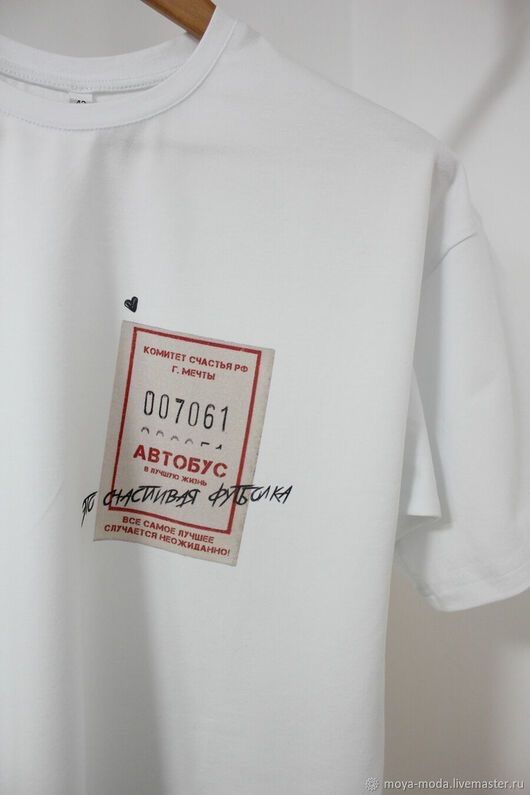 КОМИТЕТ СЧАСТЬЯ РФ
Г. МЕЧТЫ
007061
АВТОБУС
В ЛУЧШУЮ ЖИЗНЬ
ЭТО СЧАСТЛИВАЯ ФУТБОЛКА
ВСЕ САМОЕ ЛУЧШЕЕ
СЛУЧАЕТСЯ НЕОЖИДАННО!
moya-moda.livemaster.ru